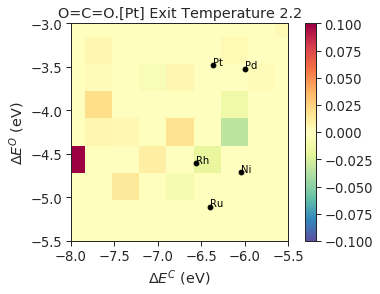 O=C=O.[Pt] Exit Temperature 2.2
−3.0
−3.5
−4.0
−4.5
−5.0
−5.5
ΔE^O (eV)
Pt
Pd
Rh
Ni
Ru
−8.0 −7.5 −7.0 −6.5 −6.0 −5.5
ΔE^C (eV)
0.100
0.075
0.050
0.025
0.000
−0.025
−0.050
−0.075
−0.100